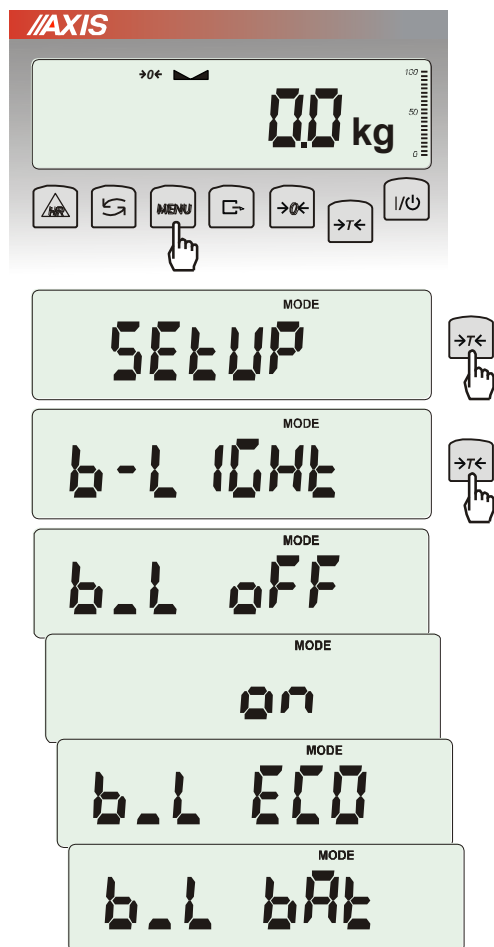 AXIS
→0←
100
0.0 kg
50
0
HR
MENU
→0←
→T←
I/⏻
MODE
SEtUP
→T←
MODE
b-LIGHt
→T←
MODE
b_L oFF
MODE
on
MODE
b_L ECO
MODE
b_L bAt